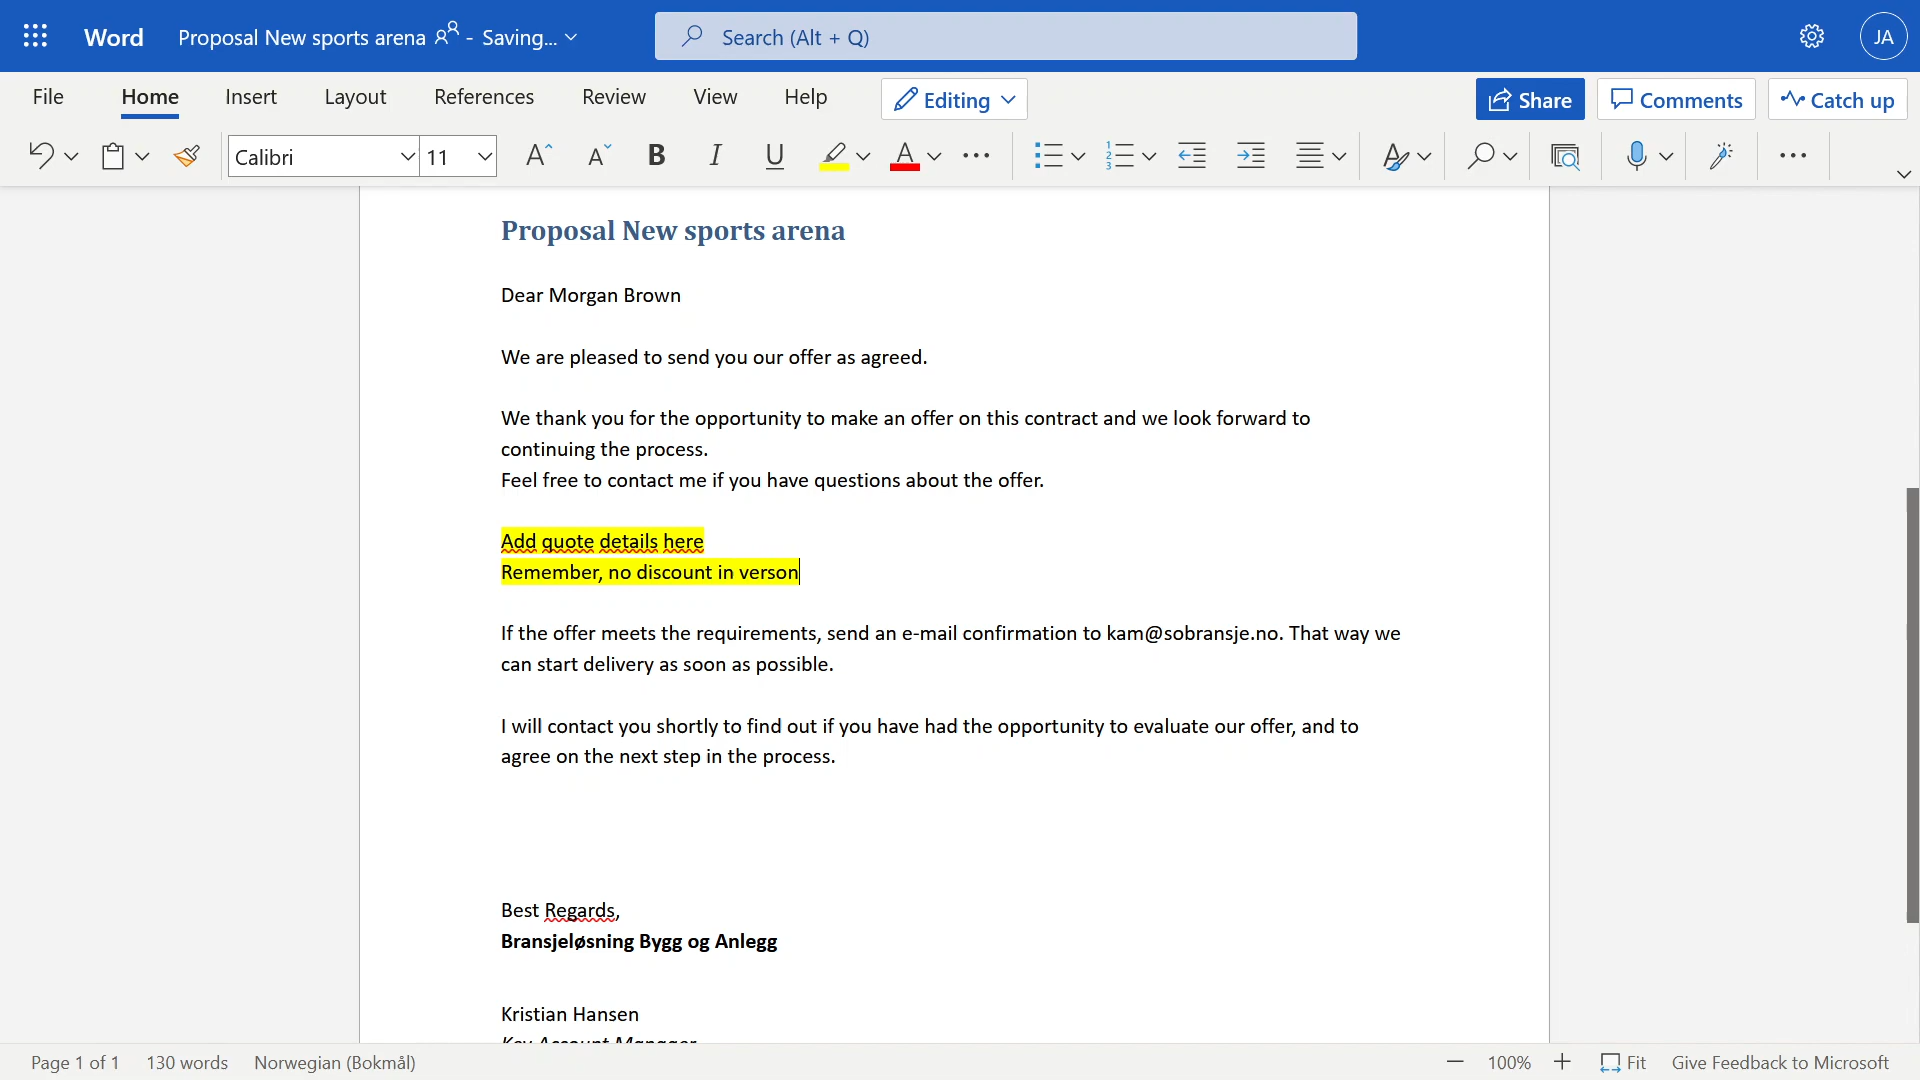 Word Proposal New sports arena - Saving... Search (Alt + Q) JA
File Home Insert Layout References Review View Help Editing Share Comments Catch up
Calibri 11 A A B I U A
Proposal New sports arena
Dear Morgan Brown
We are pleased to send you our offer as agreed.
We thank you for the opportunity to make an offer on this contract and we look forward to
continuing the process.
Feel free to contact me if you have questions about the offer.
Add quote details here
Remember, no discount in verson
If the offer meets the requirements, send an e-mail confirmation to kam@sobransje.no. That way we
can start delivery as soon as possible.
I will contact you shortly to find out if you have had the opportunity to evaluate our offer, and to
agree on the next step in the process.
Best Regards,
Bransjeløsning Bygg og Anlegg
Kristian Hansen
Key Account Manager
Page 1 of 1 130 words Norwegian (Bokmål) 100% Fit Give Feedback to Microsoft